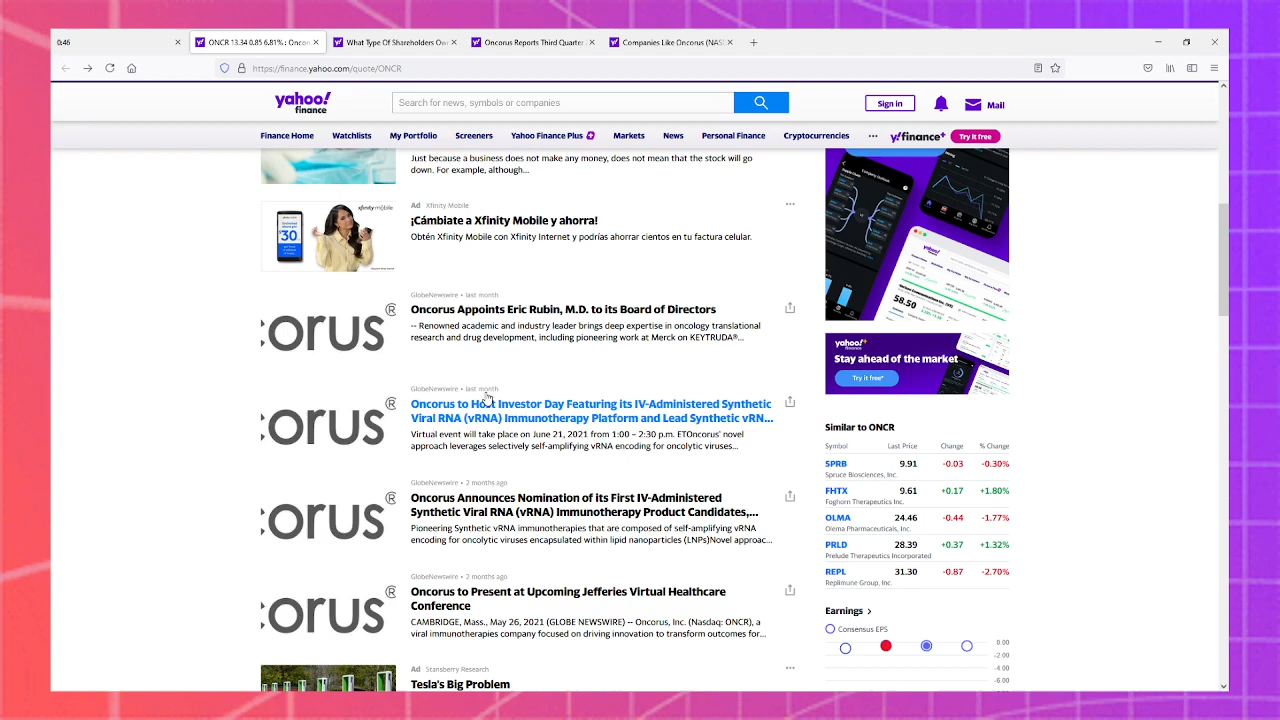 0:46
ONCR 13.34 0.85 6.81% : Oncor
What Type Of Shareholders Ow
Oncorus Reports Third Quarter
Companies Like Oncorus (NAS
https://finance.yahoo.com/quote/ONCR
yahoo!
finance
Search for news, symbols or companies
Sign in
Mail
Finance Home
Watchlists
My Portfolio
Screeners
Yahoo Finance Plus
Markets
News
Personal Finance
Cryptocurrencies
y!finance+
Try it free
Just because a business does not make any money, does not mean that the stock will go
down. For example, although...
xfinity mobile
$30
Ad Xfinity Mobile
¡Cámbiate a Xfinity Mobile y ahorra!
Obtén Xfinity Mobile con Xfinity Internet y podrías ahorrar cientos en tu factura celular.
corus®
GlobeNewswire • last month
Oncorus Appoints Eric Rubin, M.D. to its Board of Directors
-- Renowned academic and industry leader brings deep expertise in oncology translational
research and drug development, including pioneering work at Merck on KEYTRUDA®...
corus®
GlobeNewswire • last month
Oncorus to Host Investor Day Featuring its IV-Administered Synthetic
Viral RNA (vRNA) Immunotherapy Platform and Lead Synthetic vRN...
Virtual event will take place on June 21, 2021 from 1:00 – 2:30 p.m. ETOncorus' novel
approach leverages selectively self-amplifying vRNA encoding for oncolytic viruses...
corus®
GlobeNewswire • 2 months ago
Oncorus Announces Nomination of its First IV-Administered
Synthetic Viral RNA (vRNA) Immunotherapy Product Candidates,...
Pioneering Synthetic vRNA immunotherapies that are composed of self-amplifying vRNA
encoding for oncolytic viruses encapsulated within lipid nanoparticles (LNPs)Novel approac...
corus®
GlobeNewswire • 2 months ago
Oncorus to Present at Upcoming Jefferies Virtual Healthcare
Conference
CAMBRIDGE, Mass., May 26, 2021 (GLOBE NEWSWIRE) -- Oncorus, Inc. (Nasdaq: ONCR), a
viral immunotherapies company focused on driving innovation to transform outcomes for...
Ad Stansberry Research
Tesla's Big Problem
Company Outlook
yahoo!
58.50
yahoo!
finance
Stay ahead of the market
Try it free*
Similar to ONCR
Symbol Last Price Change % Change
SPRB 9.91 -0.03 -0.30%
Spruce Biosciences, Inc.
FHTX 9.61 +0.17 +1.80%
Foghorn Therapeutics Inc.
OLMA 24.46 -0.44 -1.77%
Olema Pharmaceuticals, Inc.
PRLD 28.39 +0.37 +1.32%
Prelude Therapeutics Incorporated
REPL 31.30 -0.87 -2.70%
Replimune Group, Inc.
Earnings
Consensus EPS
0.00
-2.00
-4.00
-6.00